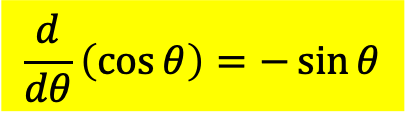 d/dθ (cos θ) = − sin θ